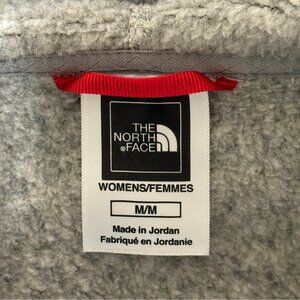 THE
NORTH
®FACE
WOMENS/FEMMES
M/M
Made in Jordan
Fabriqué en Jordanie